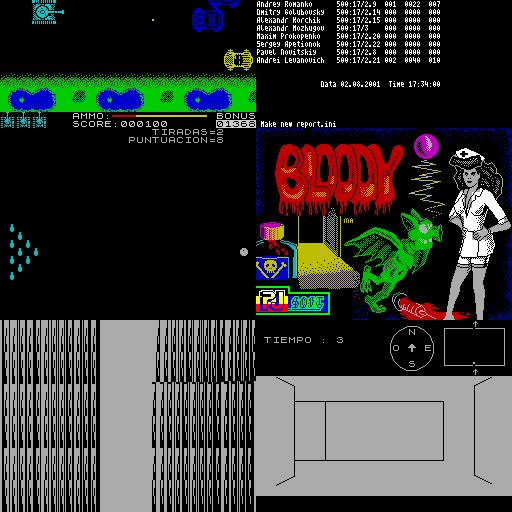 Andrey Romanko 500:17/2.9 001 0022 007
Dmitry Golubovsky 500:17/2.14 000 0000 000
Alexandr Morchik 500:17/2.15 000 0000 000
Alexandr Mozhugov 500:17/3 000 0000 000
Maxim Prokopenko 500:17/2.20 000 0000 000
Sergey Apetionok 500:17/2.22 000 0000 000
Pavel Novitskiy 500:17/2.8 000 0000 000
Andrei Levanovich 500:17/2.21 002 0040 010
Data 02.08.2001 Time 17:34:00
Make new report.ini
AMMO: BONUS
SCORE:000100 01368
TIRADAS=2
PUNTUACION=8
BLOODY
MA
TIEMPO : 3
N
O E
S